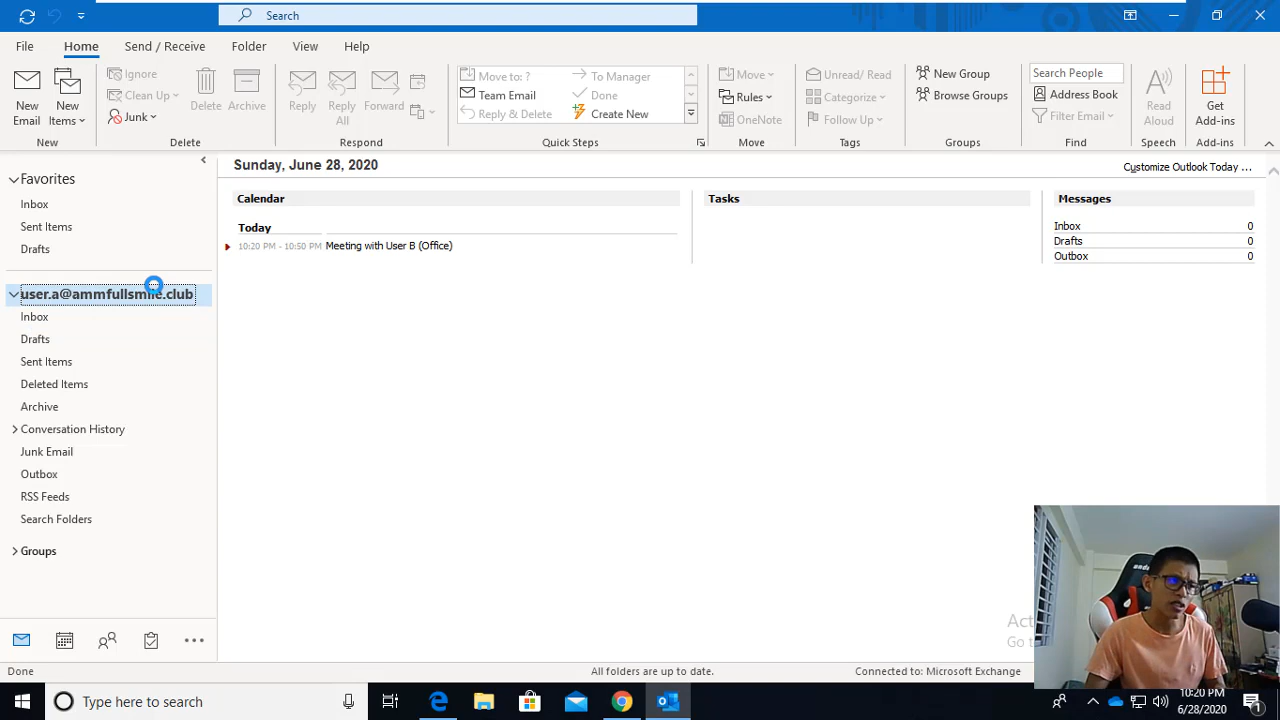 Search
File Home Send / Receive Folder View Help
New Email
New Items
Ignore
Clean Up
Junk
Delete
Archive
Reply
Reply All
Forward
Move to: ?
Team Email
Reply & Delete
To Manager
Done
Create New
Move
Rules
OneNote
Unread/ Read
Categorize
Follow Up
New Group
Browse Groups
Search People
Address Book
Filter Email
Read Aloud
Get Add-ins
New Delete Respond Quick Steps Move Tags Groups Find Speech Add-ins
Favorites
Inbox
Sent Items
Drafts
user.a@ammfullsmile.club
Inbox
Drafts
Sent Items
Deleted Items
Archive
Conversation History
Junk Email
Outbox
RSS Feeds
Search Folders
Groups
Sunday, June 28, 2020
Customize Outlook Today ...
Calendar
Today
10:20 PM - 10:50 PM Meeting with User B (Office)
Tasks
Messages
Inbox 0
Drafts 0
Outbox 0
Act
Go to
Done
All folders are up to date.
Connected to: Microsoft Exchange
Type here to search
10:20 PM
6/28/2020
1